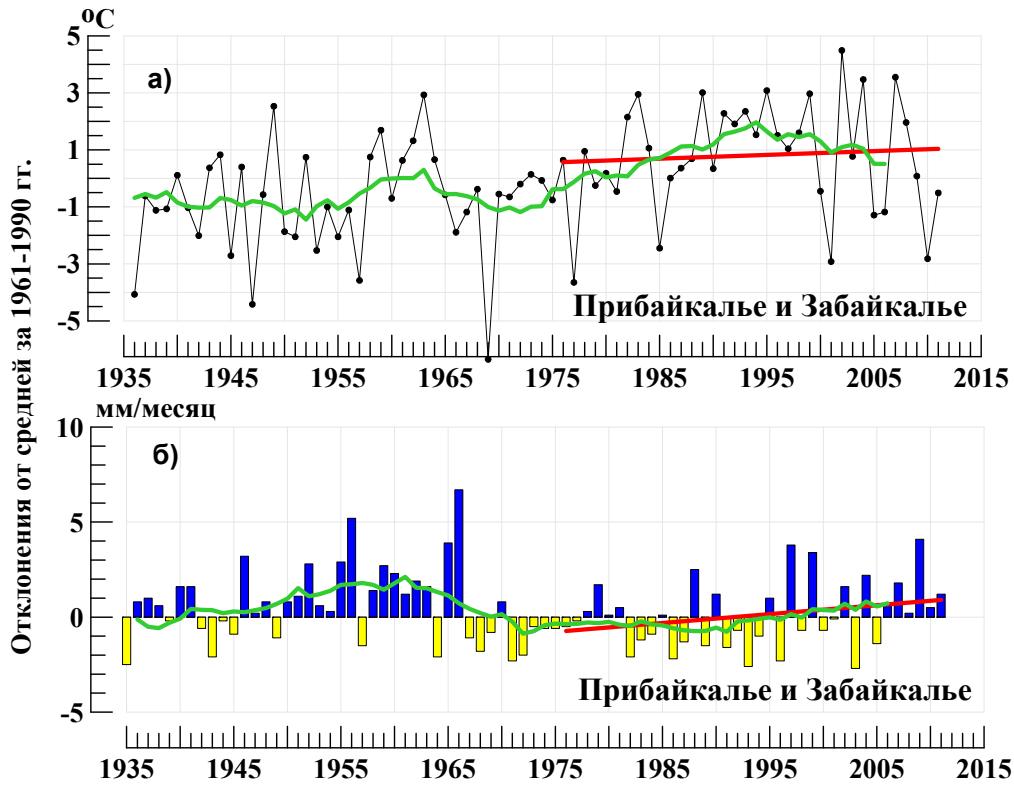 Отклонения от средней за 1961-1990 гг.
оС
5
3
1
-1
-3
-5
а)
Прибайкалье и Забайкалье
1935 1945 1955 1965 1975 1985 1995 2005 2015
мм/месяц
10
5
0
-5
б)
Прибайкалье и Забайкалье
1935 1945 1955 1965 1975 1985 1995 2005 2015